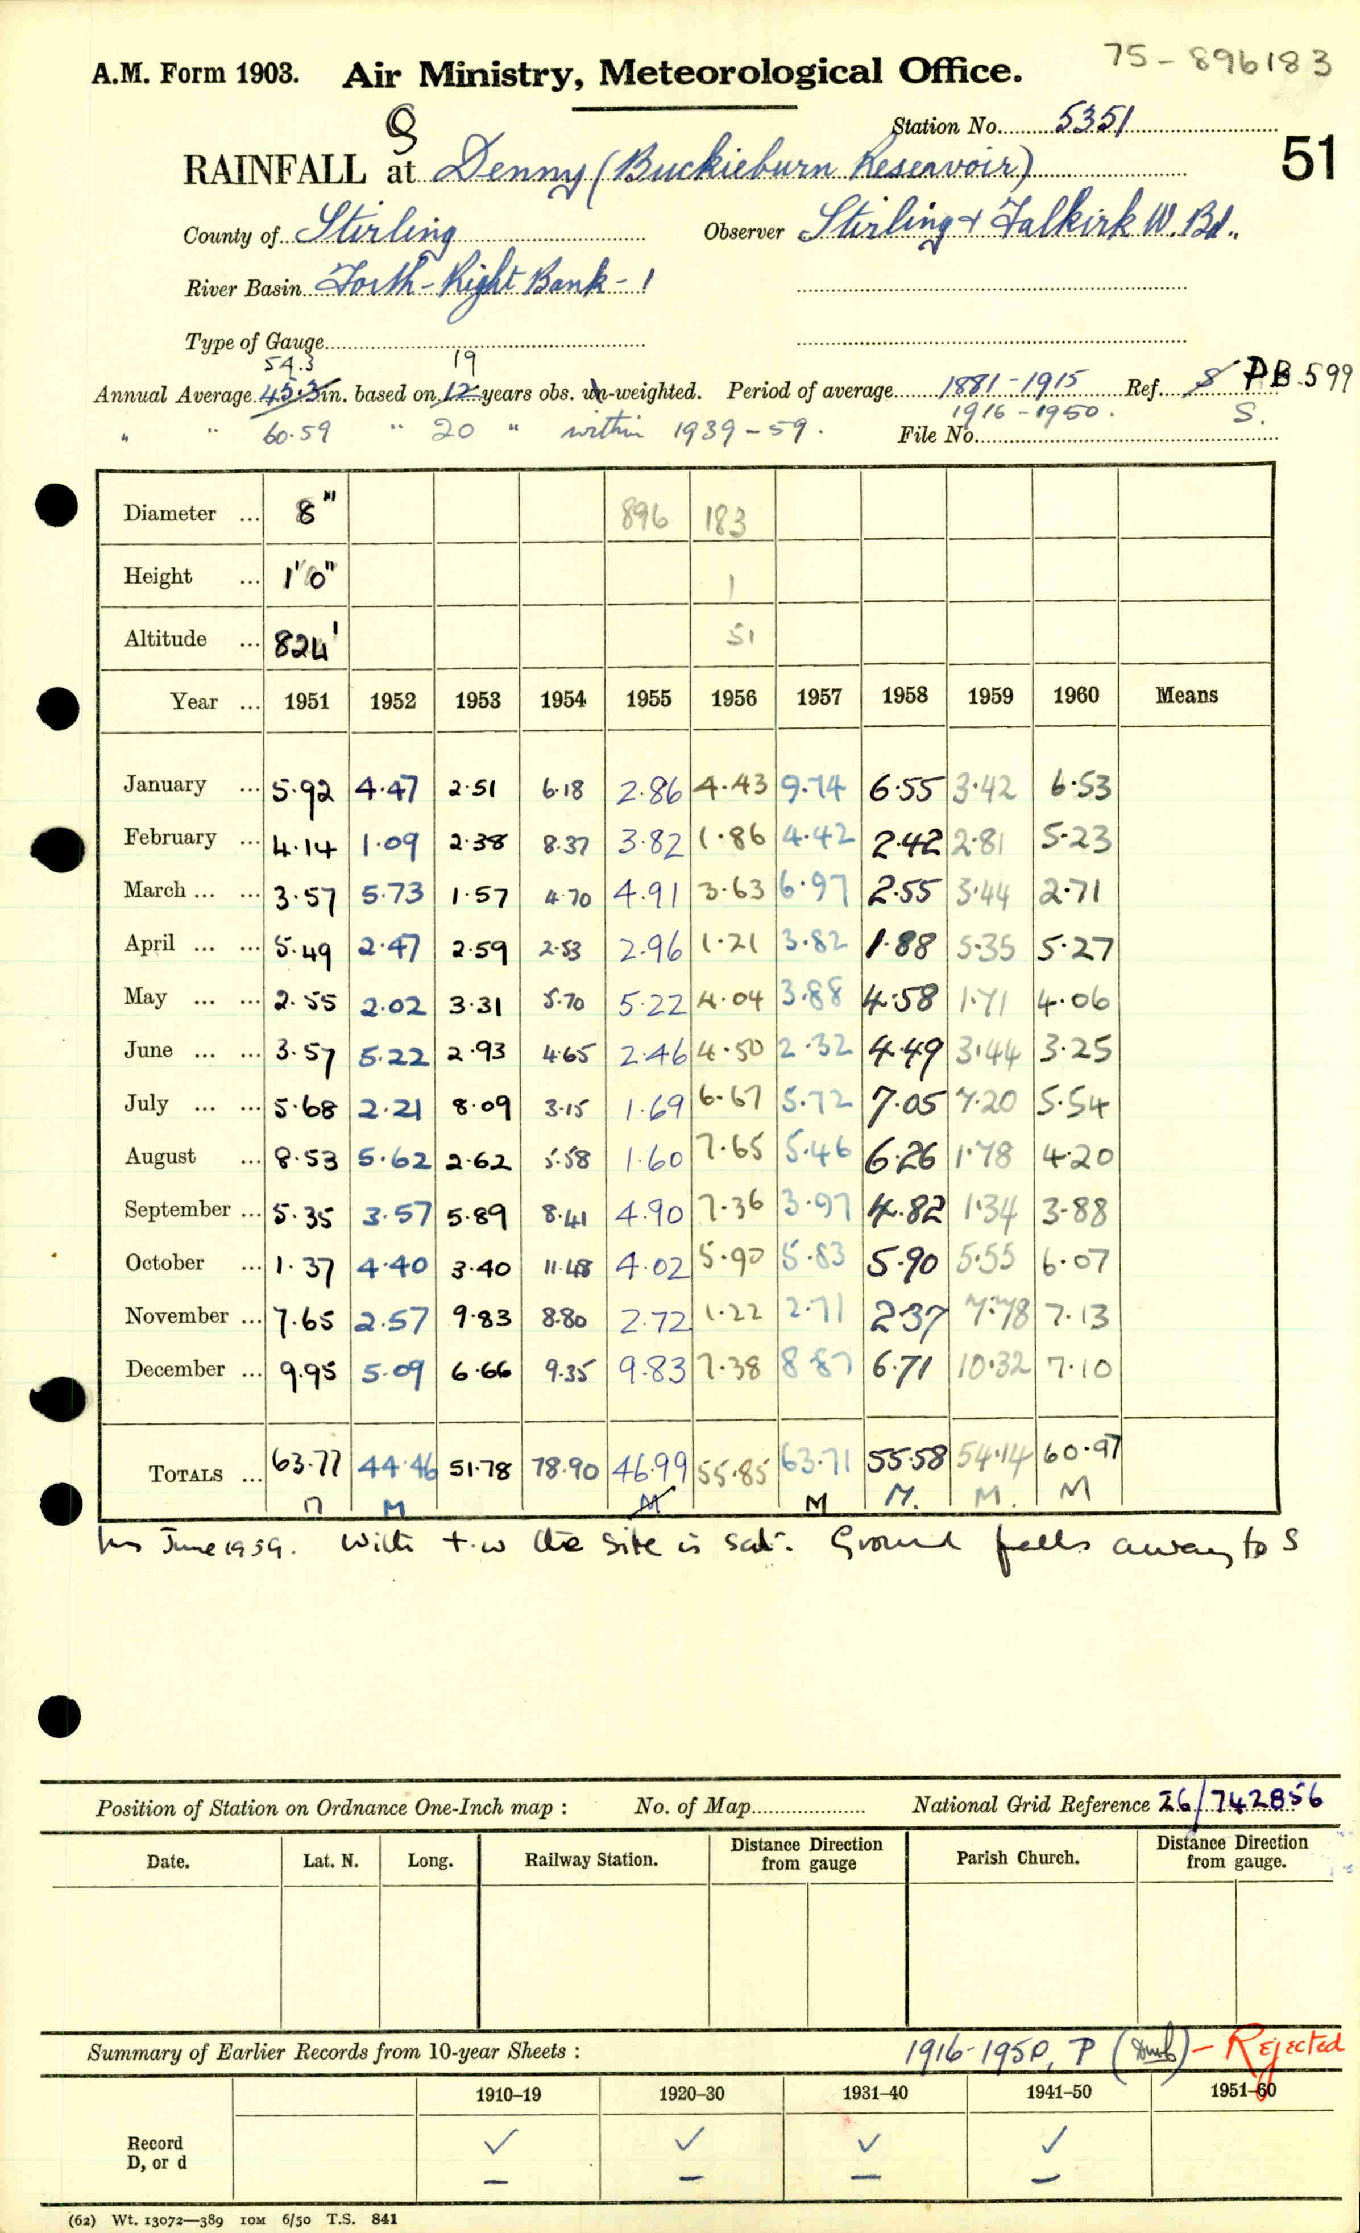 75-896183
A.M. Form 1903. Air Ministry, Meteorological Office.
Station No. 5351
51
RAINFALL at Denny (Buckieburn Reservoir)
County of Stirling Observer Stirling & Falkirk W. Bd.
River Basin Forth - Right Bank - 1
Type of Gauge
54.3 19
Annual Average 45.3 in. based on 12 years obs. un-weighted. Period of average 1881-1915 Ref. S PB 599
1916-1950. S.
" " 60.59 " 20 " within 1939-59. File No.
Diameter ... 8" 896 183
Height ... 1'0" 1
Altitude ... 824' 51
Year ... 1951 1952 1953 1954 1955 1956 1957 1958 1959 1960 Means
January ... 5.92 4.47 2.51 6.18 2.86 4.43 9.74 6.55 3.42 6.53
February ... 4.14 1.09 2.38 8.37 3.82 1.86 4.42 2.42 2.81 5.23
March ... ... 3.57 5.73 1.57 4.70 4.91 3.63 6.97 2.55 3.44 2.71
April ... ... 5.49 2.47 2.59 2.53 2.96 1.21 3.82 1.88 5.35 5.27
May ... ... 2.55 2.02 3.31 5.70 5.22 4.04 3.88 4.58 1.71 4.06
June ... ... 3.57 5.22 2.93 4.65 2.46 4.50 2.32 4.49 3.44 3.25
July ... ... 5.68 2.21 8.09 3.15 1.69 6.67 5.72 7.05 7.20 5.54
August ... 8.53 5.62 2.62 5.58 1.60 7.65 5.46 6.26 1.78 4.20
September ... 5.35 3.57 5.89 8.41 4.90 7.36 3.97 4.82 1.34 3.88
October ... 1.37 4.40 3.40 11.48 4.02 5.90 5.83 5.90 5.55 6.07
November ... 7.65 2.57 9.83 8.80 2.72 1.22 2.71 2.37 7.78 7.13
December ... 9.95 5.09 6.66 9.35 9.83 7.38 8.87 6.71 10.32 7.10
TOTALS ... 63.77 44.46 51.78 78.90 46.99 55.85 63.71 55.58 54.14 60.97
M M M M. M. M
June 1959. With the site is sat. Ground falls away to S
Position of Station on Ordnance One-Inch map : No. of Map National Grid Reference 26/742856
Date. Lat. N. Long. Railway Station. Distance Direction from gauge Parish Church. Distance Direction from gauge.
Summary of Earlier Records from 10-year Sheets : 1916-1950, P - Rejected
1910–19 1920–30 1931–40 1941–50 1951–60
Record ✓ ✓ ✓ ✓
D, or d – – – –
(62) Wt. 13072—389 10M 6/50 T.S. 841